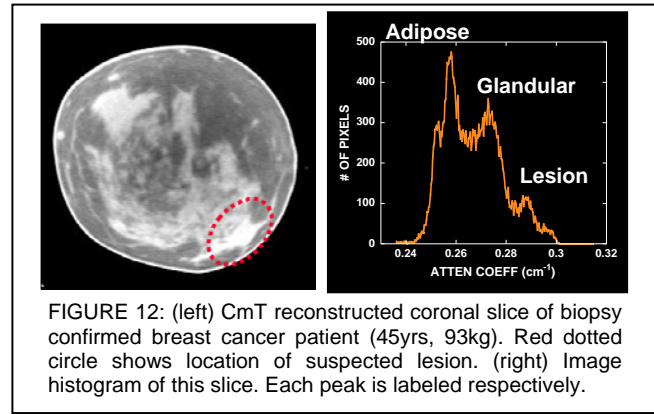 Adipose
Glandular
Lesion
500
400
300
200
100
0
# OF PIXELS
0.24 0.26 0.28 0.30 0.32
ATTEN COEFF (cm-1)
FIGURE 12: (left) CmT reconstructed coronal slice of biopsy
confirmed breast cancer patient (45yrs, 93kg). Red dotted
circle shows location of suspected lesion. (right) Image
histogram of this slice. Each peak is labeled respectively.